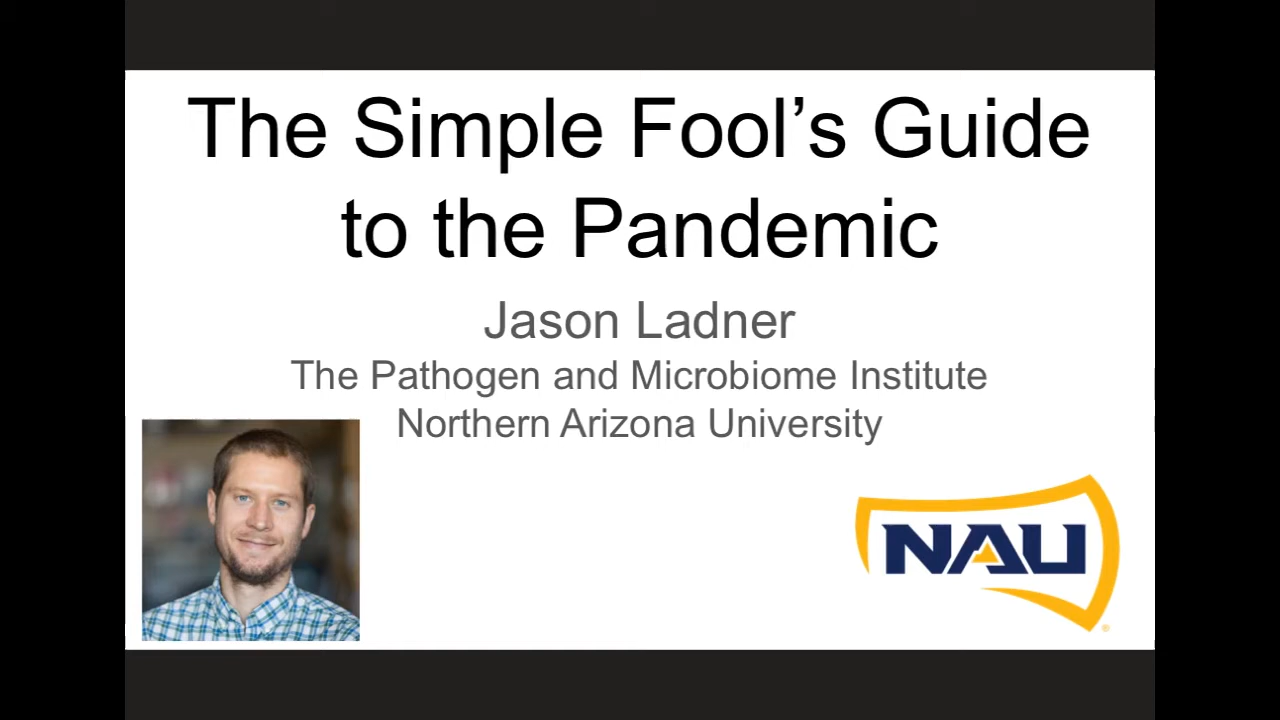 The Simple Fool’s Guide
to the Pandemic
Jason Ladner
The Pathogen and Microbiome Institute
Northern Arizona University
NAU